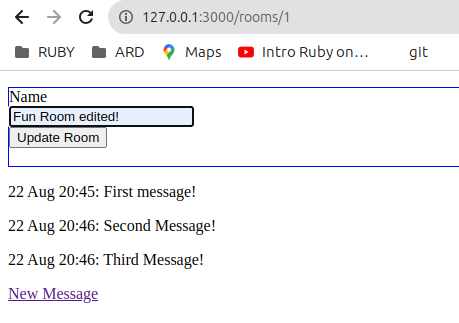 127.0.0.1:3000/rooms/1
RUBY ARD Maps Intro Ruby on… git
Name
Fun Room edited!
Update Room
22 Aug 20:45: First message!
22 Aug 20:46: Second Message!
22 Aug 20:46: Third Message!
New Message